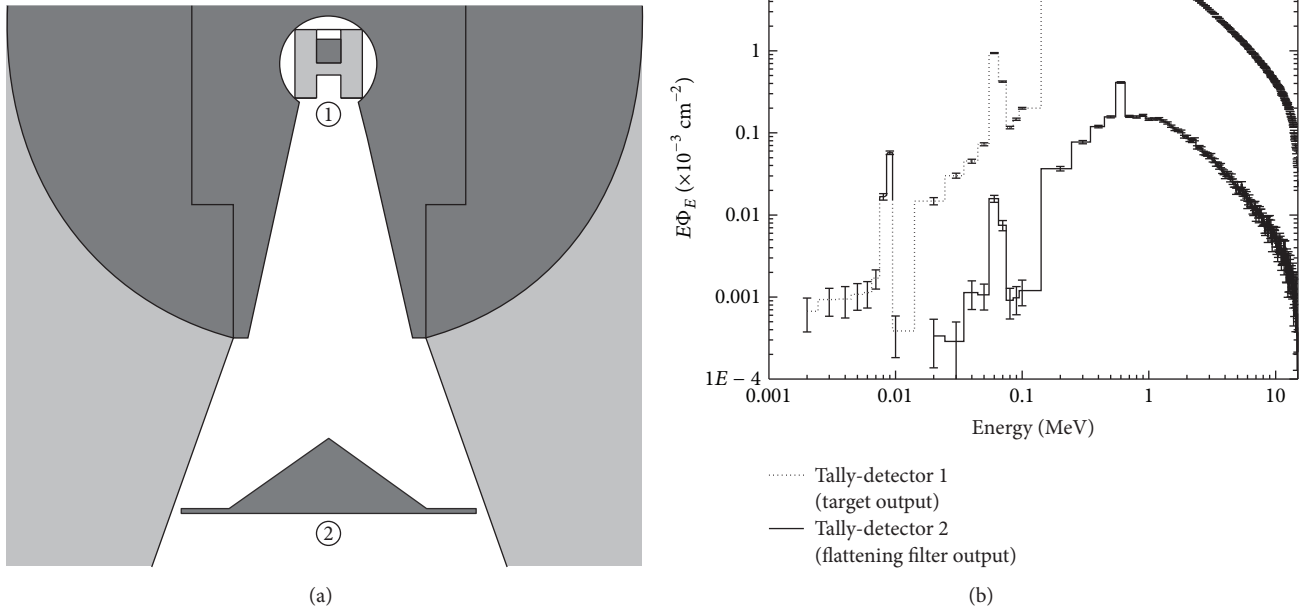 ①
②
(a)
1
0.1
0.01
0.001
1E − 4
EΦ_E (×10⁻³ cm⁻²)
0.001 0.01 0.1 1 10
Energy (MeV)
Tally-detector 1
(target output)
Tally-detector 2
(flattening filter output)
(b)